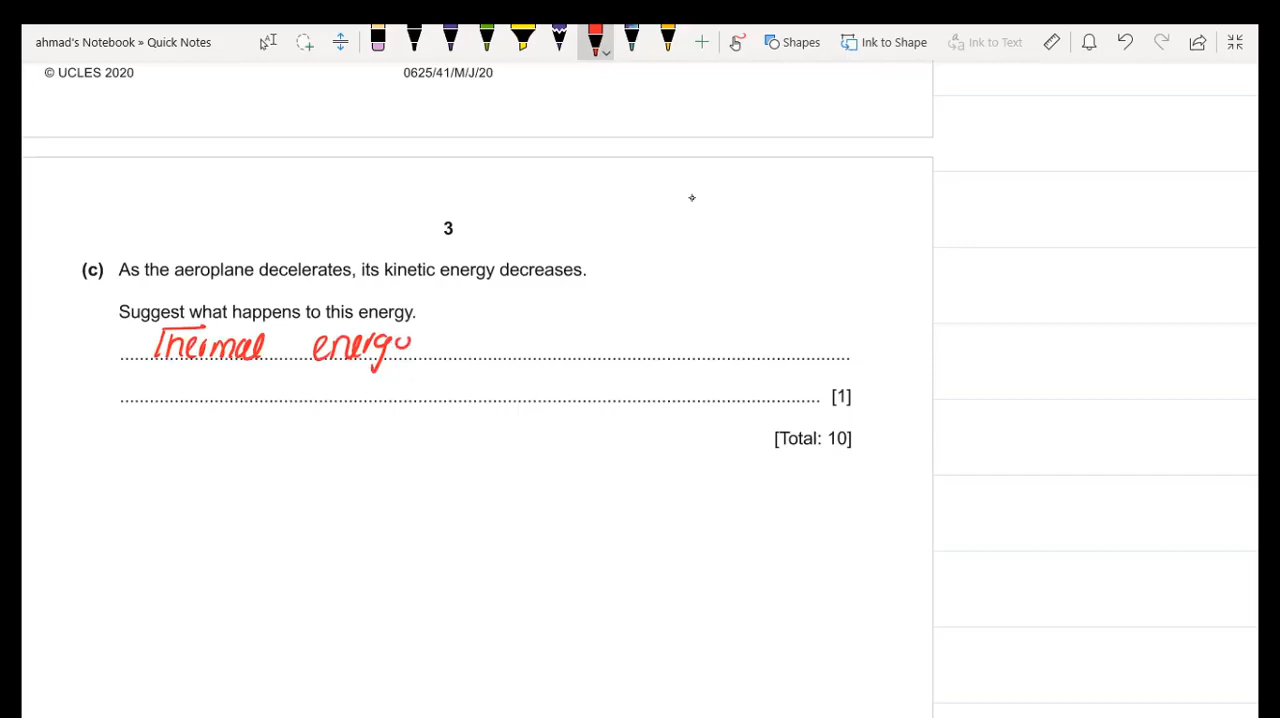 ahmad's Notebook » Quick Notes
Shapes
Ink to Shape
Ink to Text
© UCLES 2020
0625/41/M/J/20
3
(c) As the aeroplane decelerates, its kinetic energy decreases.
Suggest what happens to this energy.
Thermal energy
[1]
[Total: 10]